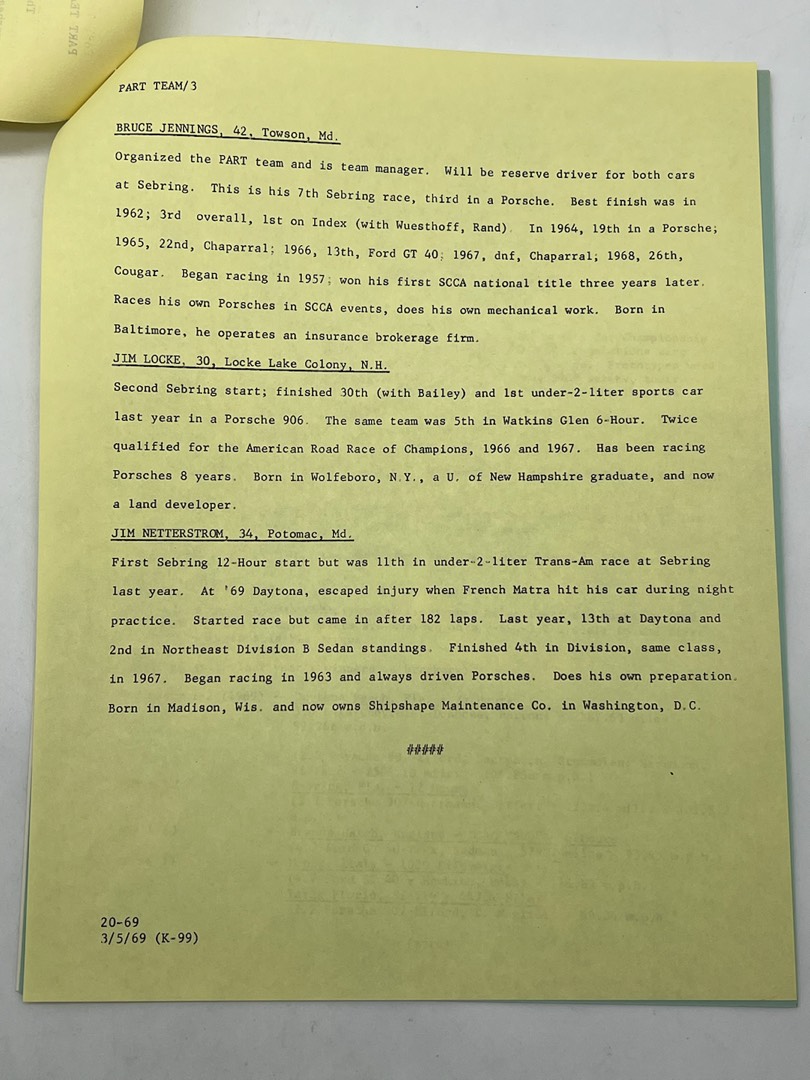 PART TEAM/3
BRUCE JENNINGS, 42, Towson, Md.
Organized the PART team and is team manager. Will be reserve driver for both cars
at Sebring. This is his 7th Sebring race, third in a Porsche. Best finish was in
1962; 3rd overall, 1st on Index (with Wuesthoff, Rand). In 1964, 19th in a Porsche;
1965, 22nd, Chaparral; 1966, 13th, Ford GT 40; 1967, dnf, Chaparral; 1968, 26th,
Cougar. Began racing in 1957; won his first SCCA national title three years later.
Races his own Porsches in SCCA events, does his own mechanical work. Born in
Baltimore, he operates an insurance brokerage firm.
JIM LOCKE, 30, Locke Lake Colony, N.H.
Second Sebring start; finished 30th (with Bailey) and 1st under-2-liter sports car
last year in a Porsche 906. The same team was 5th in Watkins Glen 6-Hour. Twice
qualified for the American Road Race of Champions, 1966 and 1967. Has been racing
Porsches 8 years. Born in Wolfeboro, N.Y., a U. of New Hampshire graduate, and now
a land developer.
JIM NETTERSTROM, 34, Potomac, Md.
First Sebring 12-Hour start but was 11th in under-2-liter Trans-Am race at Sebring
last year. At '69 Daytona, escaped injury when French Matra hit his car during night
practice. Started race but came in after 182 laps. Last year, 13th at Daytona and
2nd in Northeast Division B Sedan standings. Finished 4th in Division, same class,
in 1967. Began racing in 1963 and always driven Porsches. Does his own preparation.
Born in Madison, Wis. and now owns Shipshape Maintenance Co. in Washington, D.C.
#####
20-69
3/5/69 (K-99)